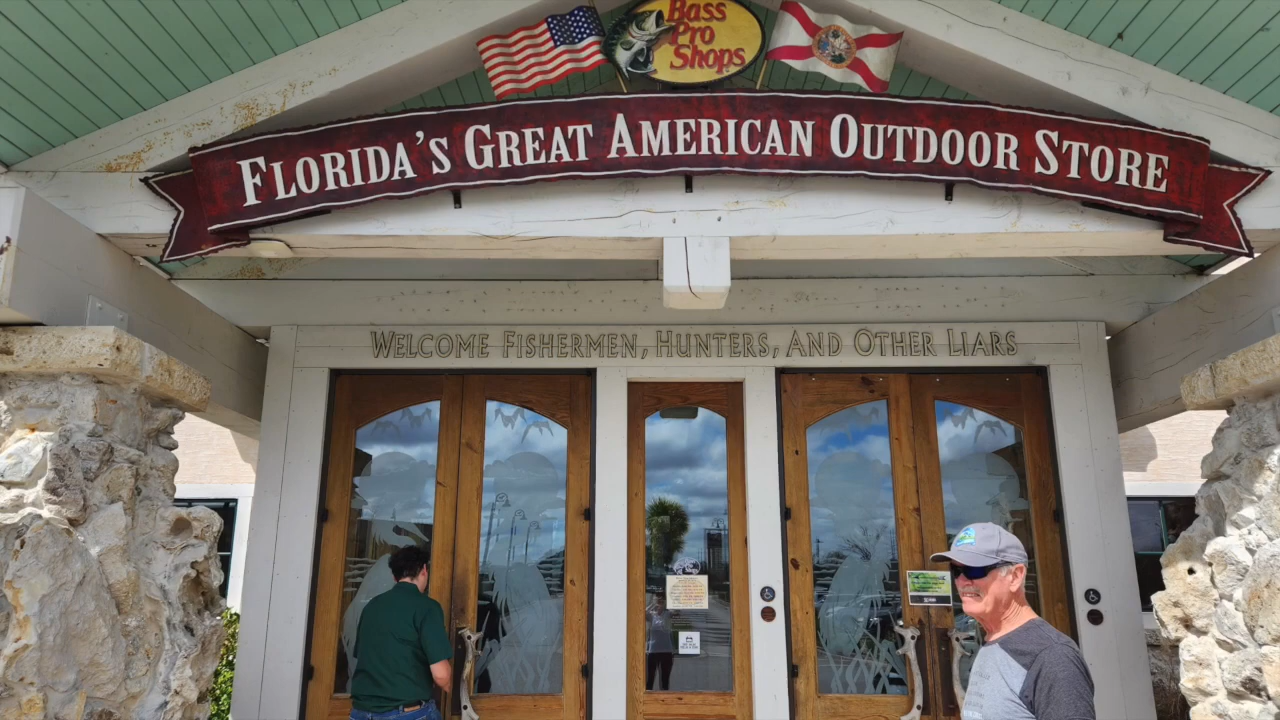 Bass
Pro
Shops
FLORIDA'S GREAT AMERICAN OUTDOOR STORE
WELCOME FISHERMEN, HUNTERS, AND OTHER LIARS